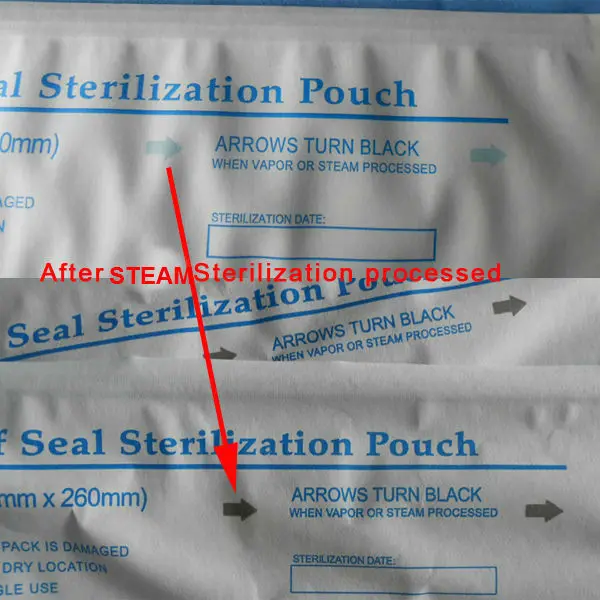 al Sterilization Pouch
0mm)
ARROWS TURN BLACK
WHEN VAPOR OR STEAM PROCESSED
AGED
N
STERILIZATION DATE:
After STEAM Sterilization processed
Seal Sterilization Pou
ARROWS TURN BLACK
WHEN VAPOR OR STEAM PROCESSED
f Seal Sterilization Pouch
mm x 260mm)
ARROWS TURN BLACK
WHEN VAPOR OR STEAM PROCESSED
PACK IS DAMAGED
DRY LOCATION
GLE USE
STERILIZATION DATE: